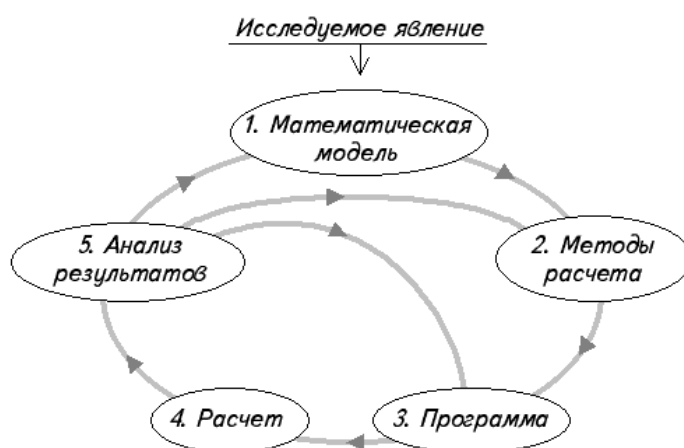 Исследуемое явление
1. Математическая
модель
5. Анализ
результатов
2. Методы
расчета
4. Расчет
3. Программа